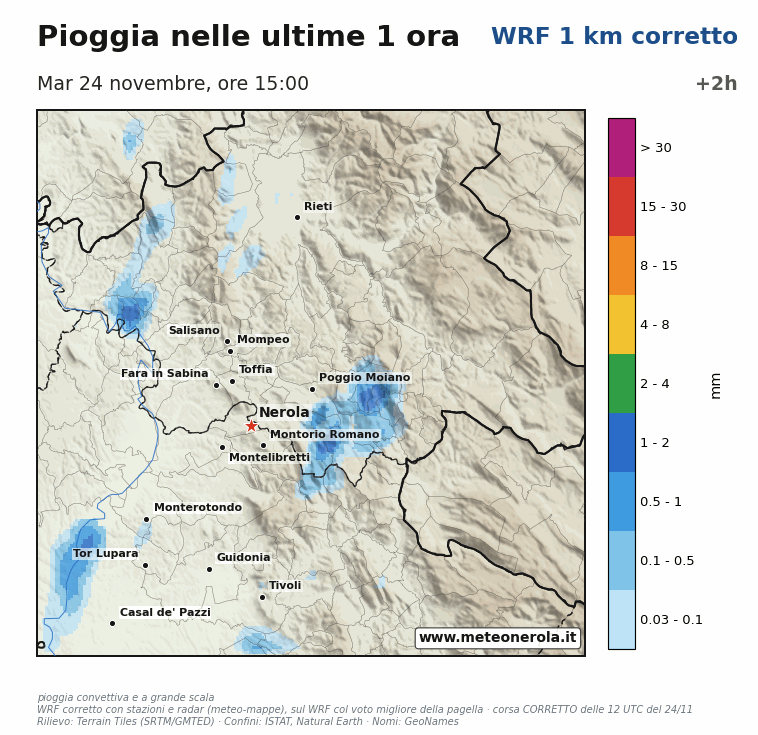 Pioggia nelle ultime 1 ora
WRF 1 km corretto
Mar 24 novembre, ore 15:00
+2h
Rieti
Salisano
Mompeo
Fara in Sabina
Toffia
Poggio Moiano
Nerola
Montorio Romano
Montelibretti
Monterotondo
Tor Lupara
Guidonia
Tivoli
Casal de' Pazzi
www.meteonerola.it
> 30
15 - 30
8 - 15
4 - 8
2 - 4
1 - 2
0.5 - 1
0.1 - 0.5
0.03 - 0.1
mm
pioggia convettiva e a grande scala
WRF corretto con stazioni e radar (meteo-mappe), sul WRF col voto migliore della pagella · corsa CORRETTO delle 12 UTC del 24/11
Rilievo: Terrain Tiles (SRTM/GMTED) · Confini: ISTAT, Natural Earth · Nomi: GeoNames